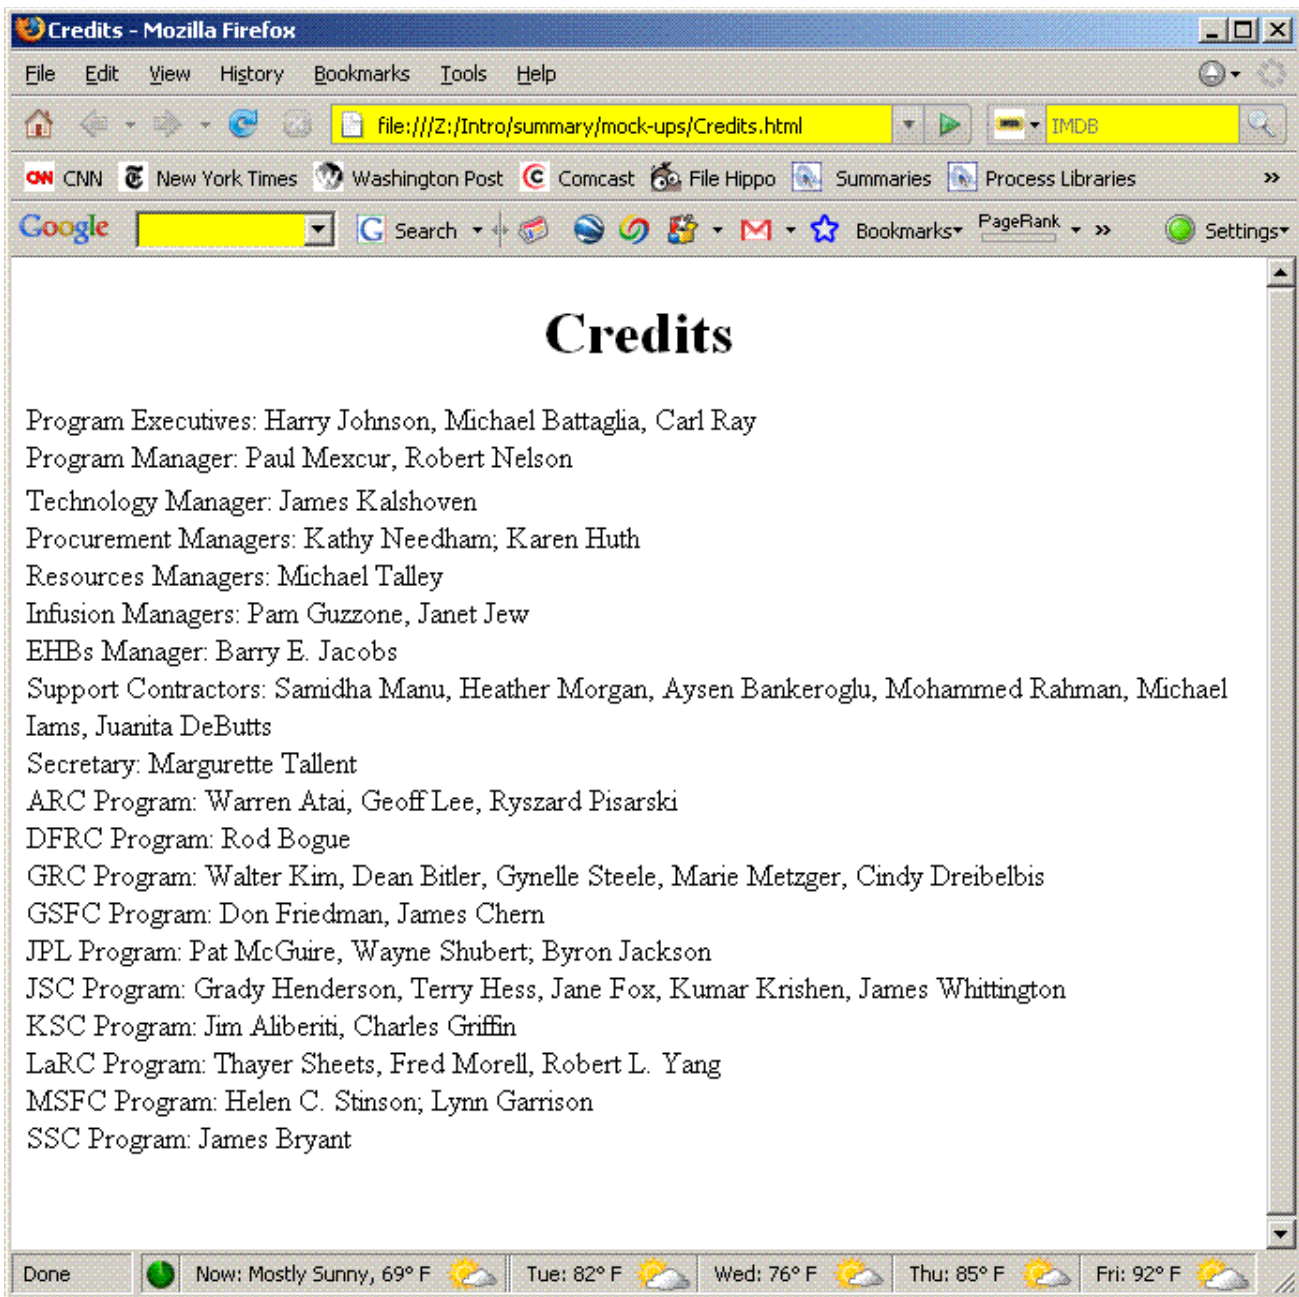 Credits - Mozilla Firefox
File Edit View History Bookmarks Tools Help
file:///Z:/Intro/summary/mock-ups/Credits.html IMDB
CNN CNN New York Times Washington Post Comcast File Hippo Summaries Process Libraries »
Google G Search Bookmarks PageRank » Settings
Credits
Program Executives: Harry Johnson, Michael Battaglia, Carl Ray
Program Manager: Paul Mexcur, Robert Nelson
Technology Manager: James Kalshoven
Procurement Managers: Kathy Needham; Karen Huth
Resources Managers: Michael Talley
Infusion Managers: Pam Guzzone, Janet Jew
EHBs Manager: Barry E. Jacobs
Support Contractors: Samidha Manu, Heather Morgan, Aysen Bankeroglu, Mohammed Rahman, Michael
Iams, Juanita DeButts
Secretary: Margurette Tallent
ARC Program: Warren Atai, Geoff Lee, Ryszard Pisarski
DFRC Program: Rod Bogue
GRC Program: Walter Kim, Dean Bitler, Gynelle Steele, Marie Metzger, Cindy Dreibelbis
GSFC Program: Don Friedman, James Chern
JPL Program: Pat McGuire, Wayne Shubert; Byron Jackson
JSC Program: Grady Henderson, Terry Hess, Jane Fox, Kumar Krishen, James Whittington
KSC Program: Jim Aliberiti, Charles Griffin
LaRC Program: Thayer Sheets, Fred Morell, Robert L. Yang
MSFC Program: Helen C. Stinson; Lynn Garrison
SSC Program: James Bryant
Done Now: Mostly Sunny, 69° F Tue: 82° F Wed: 76° F Thu: 85° F Fri: 92° F